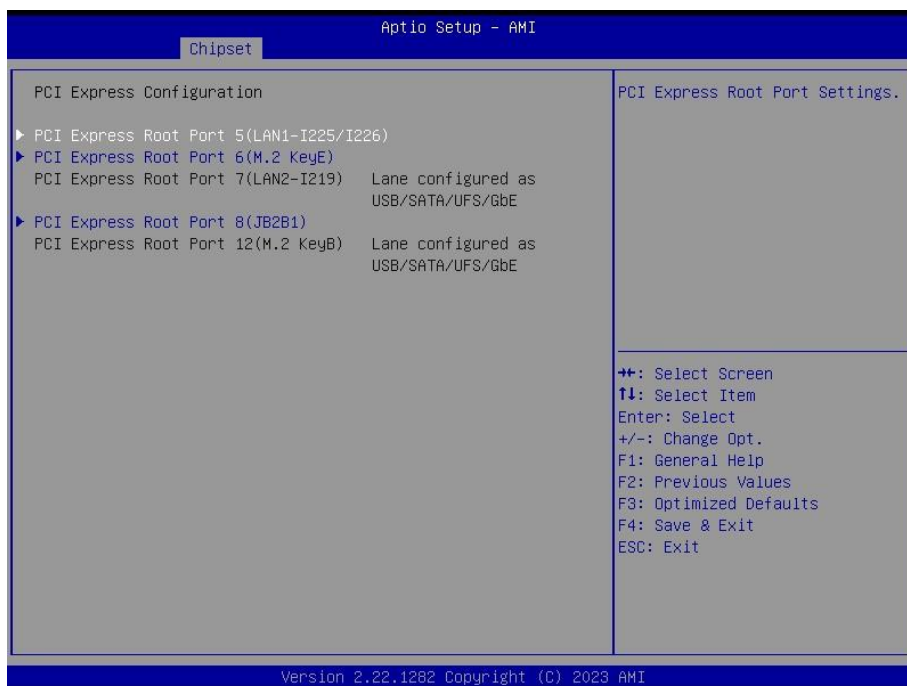 Aptio Setup – AMI
Chipset
PCI Express Configuration
PCI Express Root Port 5(LAN1-I225/I226)
PCI Express Root Port 6(M.2 KeyE)
PCI Express Root Port 7(LAN2-I219) Lane configured as
USB/SATA/UFS/GbE
PCI Express Root Port 8(JB2B1)
PCI Express Root Port 12(M.2 KeyB) Lane configured as
USB/SATA/UFS/GbE
PCI Express Root Port Settings.
→←: Select Screen
↑↓: Select Item
Enter: Select
+/-: Change Opt.
F1: General Help
F2: Previous Values
F3: Optimized Defaults
F4: Save & Exit
ESC: Exit
Version 2.22.1282 Copyright (C) 2023 AMI